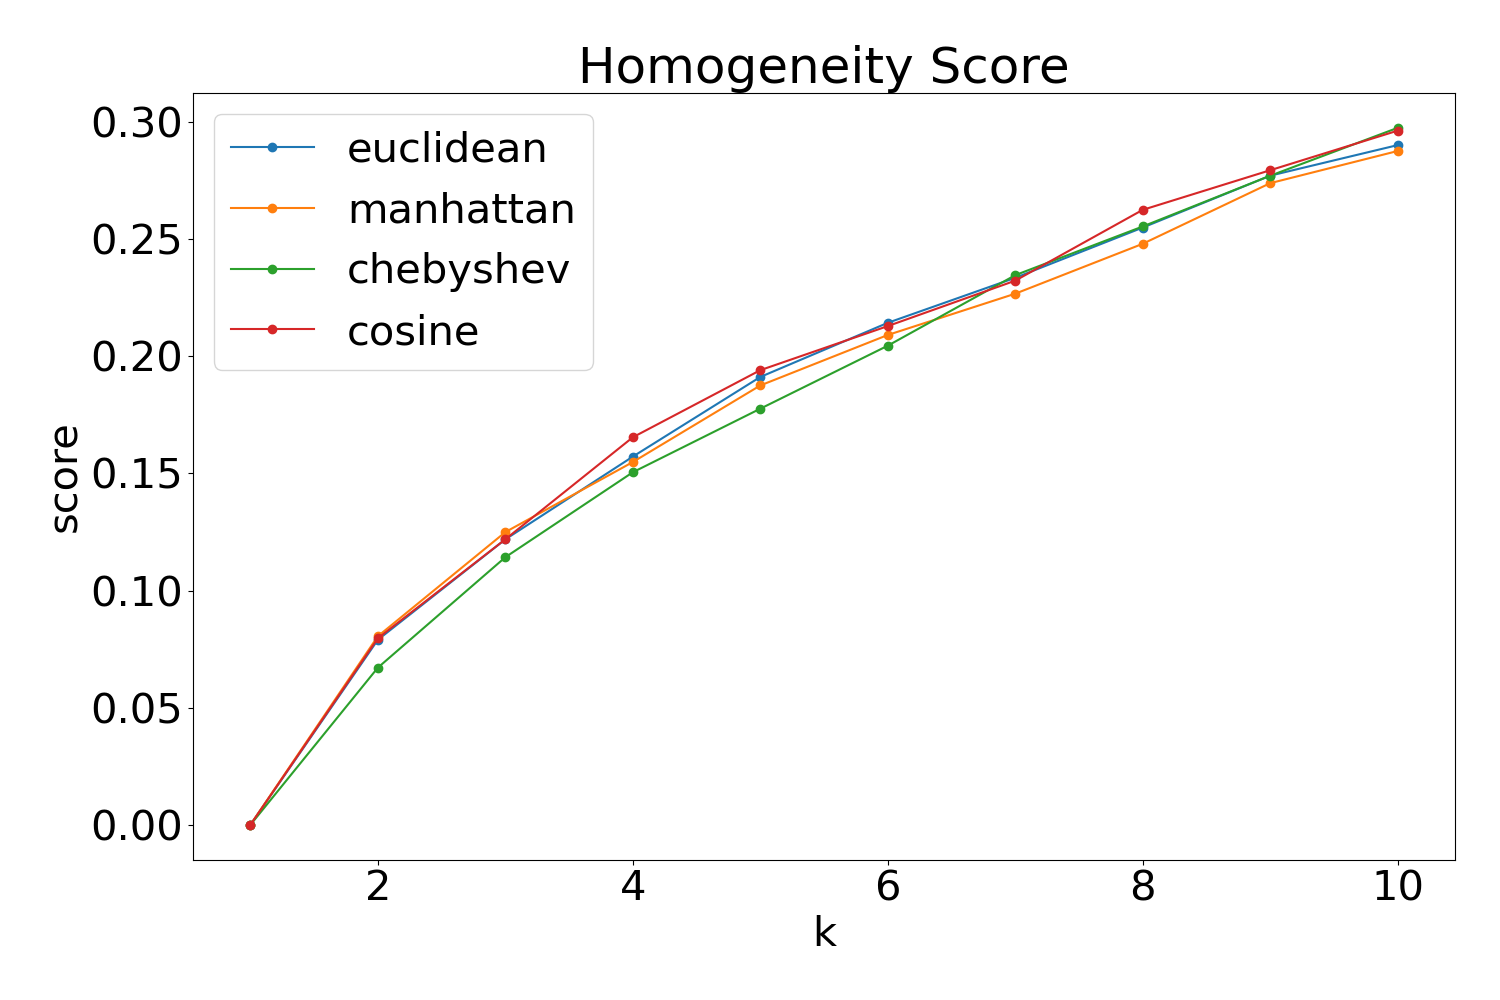 Homogeneity Score
euclidean
manhattan
chebyshev
cosine
score
0.30
0.25
0.20
0.15
0.10
0.05
0.00
2 4 6 8 10
k